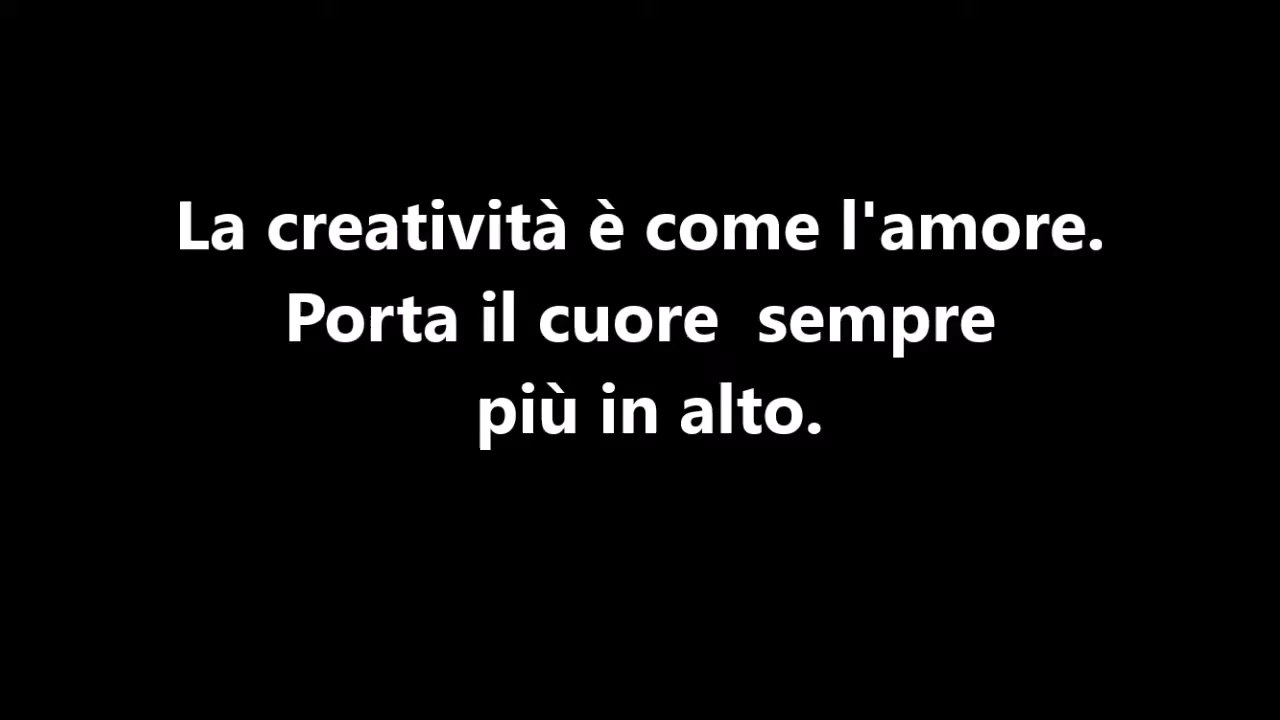 La creatività è come l'amore.
Porta il cuore  sempre
più in alto.